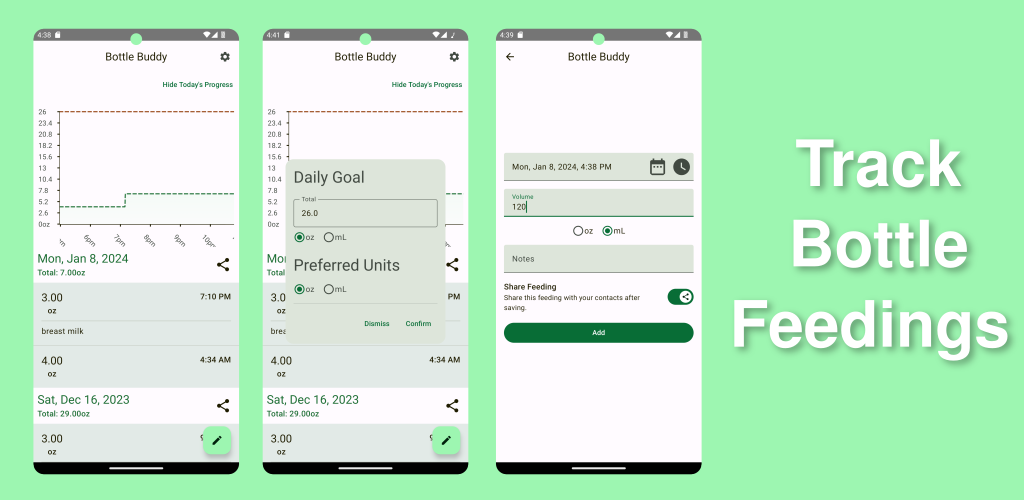 4:38
Bottle Buddy
Hide Today's Progress
26
23.4
20.8
18.2
15.6
13
10.4
7.8
5.2
2.6
0oz
6pm
7pm
8pm
9pm
10pm
Mon, Jan 8, 2024
Total: 7.00oz
3.00
7:10 PM
oz
breast milk
4.00
4:34 AM
oz
Sat, Dec 16, 2023
Total: 29.00oz
3.00
oz
4:41
Bottle Buddy
Hide Today's Progress
26
23.4
20.8
18.2
15.6
13
10.4
7.8
5.2
2.6
0oz
Daily Goal
Total
26.0
oz mL
Preferred Units
oz mL
Dismiss Confirm
Total:
3.00
PM
oz
4.00
4:34 AM
oz
Sat, Dec 16, 2023
Total: 29.00oz
3.00
oz
4:39
Bottle Buddy
Mon, Jan 8, 2024, 4:38 PM
Volume
120
oz mL
Notes
Share Feeding
Share this feeding with your contacts after
saving.
Add
Track
Bottle
Feedings